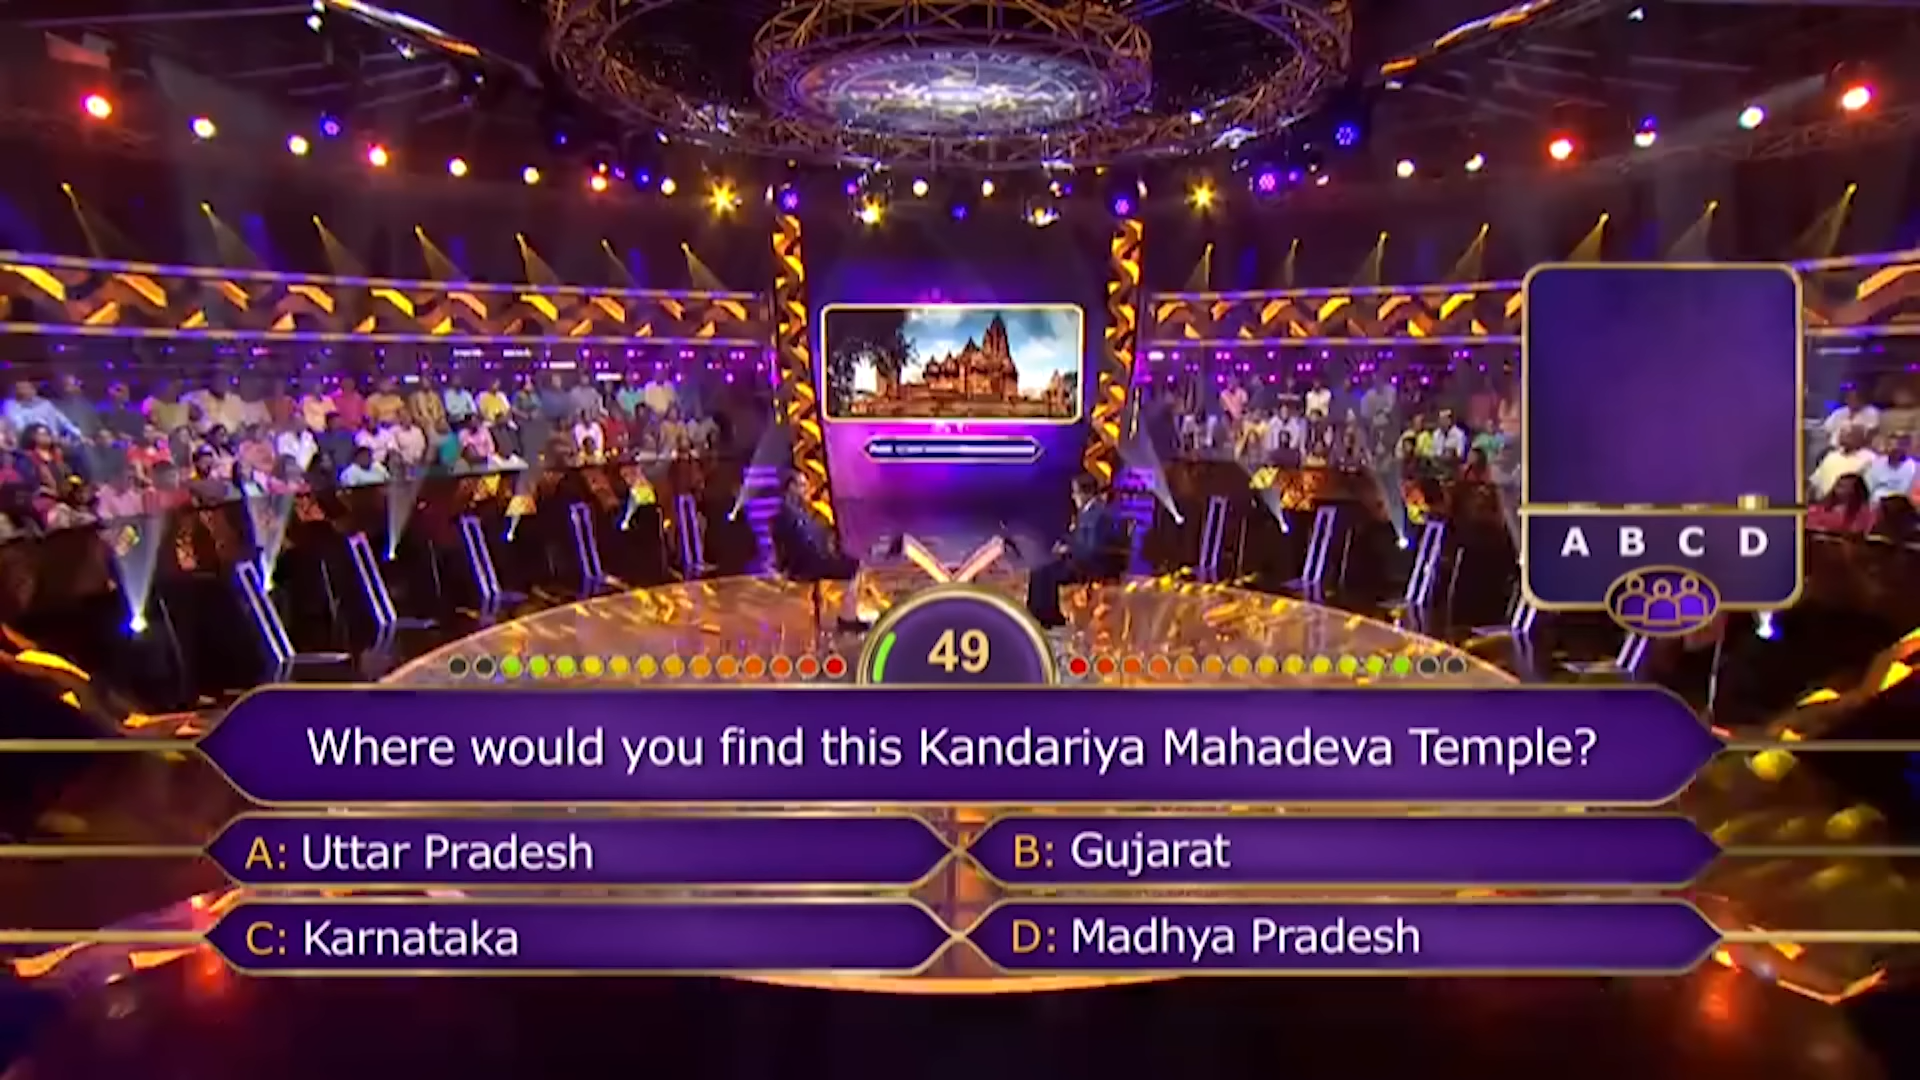 A B C D
49
Where would you find this Kandariya Mahadeva Temple?
A: Uttar Pradesh
B: Gujarat
C: Karnataka
D: Madhya Pradesh